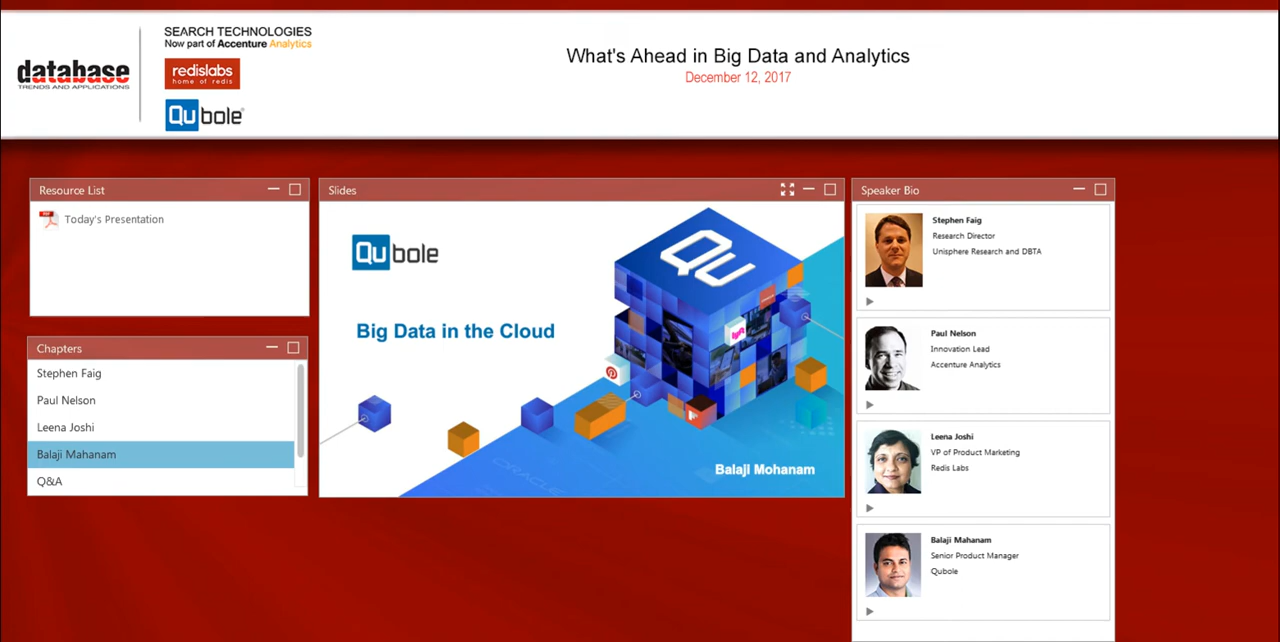 database
TRENDS AND APPLICATIONS
SEARCH TECHNOLOGIES
Now part of Accenture Analytics
redislabs
home of redis
Qubole
What's Ahead in Big Data and Analytics
December 12, 2017
Resource List
PDF
Today's Presentation
Chapters
Stephen Faig
Paul Nelson
Leena Joshi
Balaji Mahanam
Q&A
Slides
Qubole
Qu
Big Data in the Cloud
ORACLE
Balaji Mohanam
Speaker Bio
Stephen Faig
Research Director
Unisphere Research and DBTA
Paul Nelson
Innovation Lead
Accenture Analytics
Leena Joshi
VP of Product Marketing
Redis Labs
Balaji Mahanam
Senior Product Manager
Qubole